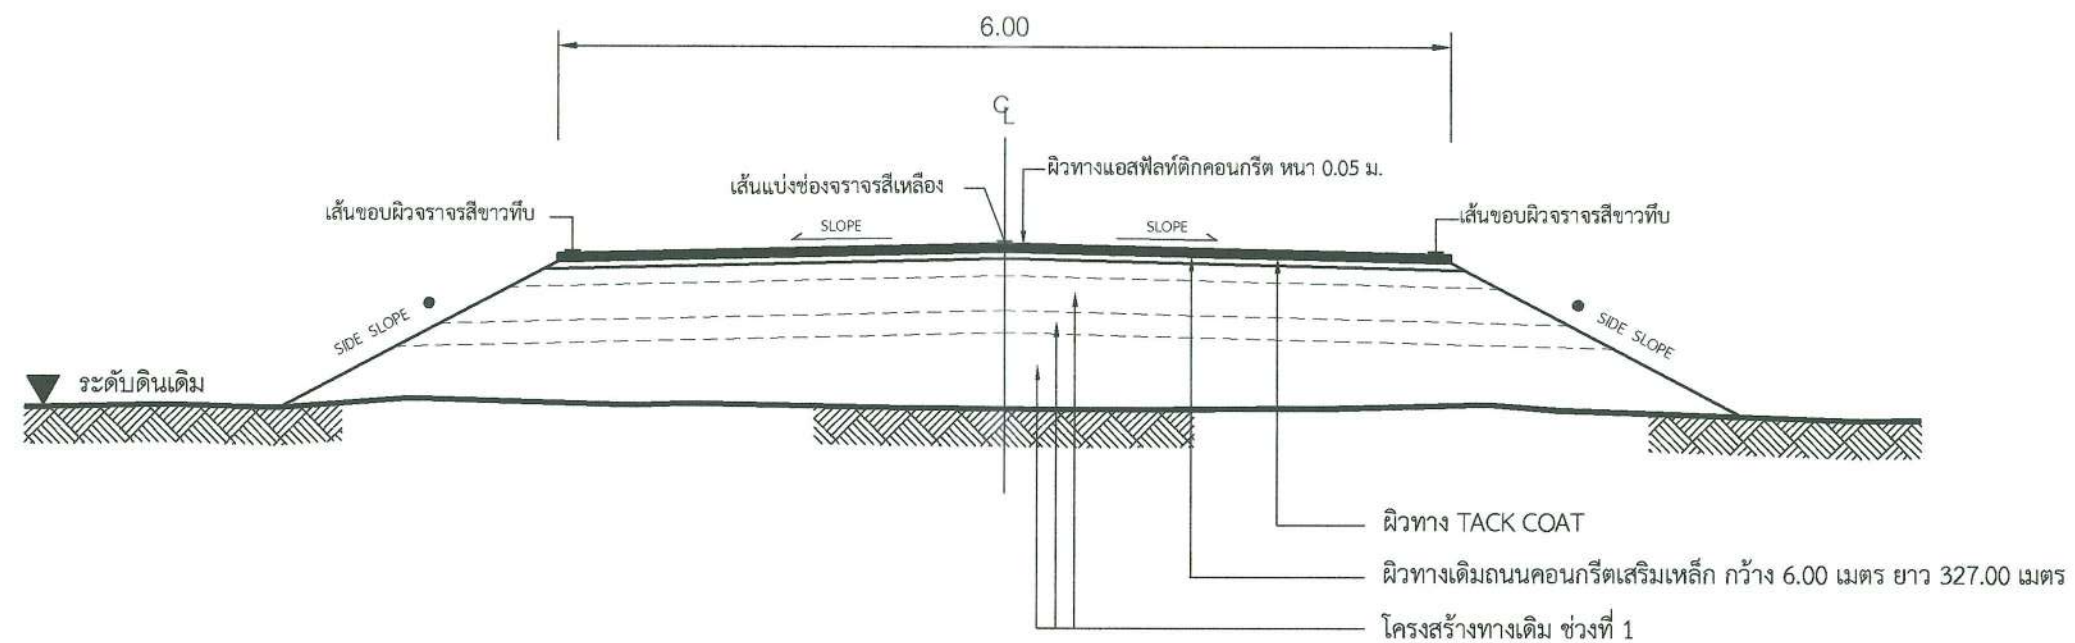 6.00
CL
ผิวทางแอสฟัลท์ติกคอนกรีต หนา 0.05 ม.
เส้นแบ่งช่องจราจรสีเหลือง
เส้นขอบผิวจราจรสีขาวทึบ
เส้นขอบผิวจราจรสีขาวทึบ
SLOPE
SLOPE
SIDE SLOPE
SIDE SLOPE
ระดับดินเดิม
ผิวทาง TACK COAT
ผิวทางเดิมถนนคอนกรีตเสริมเหล็ก กว้าง 6.00 เมตร ยาว 327.00 เมตร
โครงสร้างทางเดิม ช่วงที่ 1